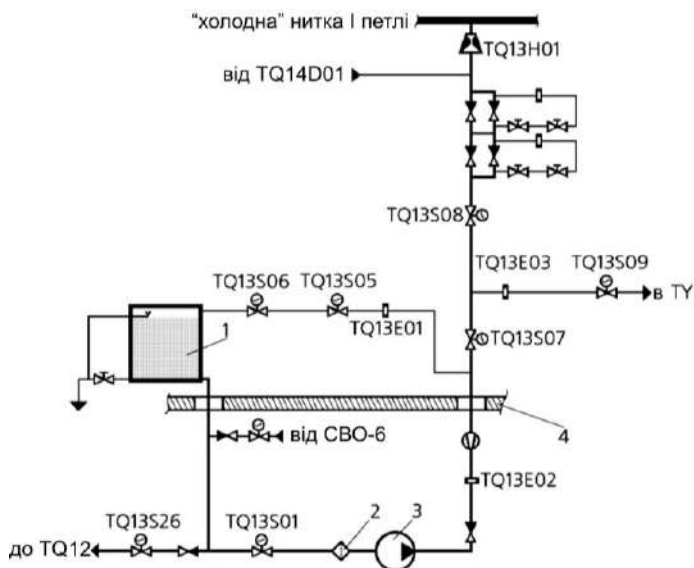 “холодна” нитка І петлі
TQ13H01
від TQ14D01
TQ13S08
TQ13E03
TQ13S09
в TY
TQ13S06
TQ13S05
TQ13E01
TQ13S07
1
4
від СВО-6
TQ13E02
TQ13S26
TQ13S01
2
3
до TQ12